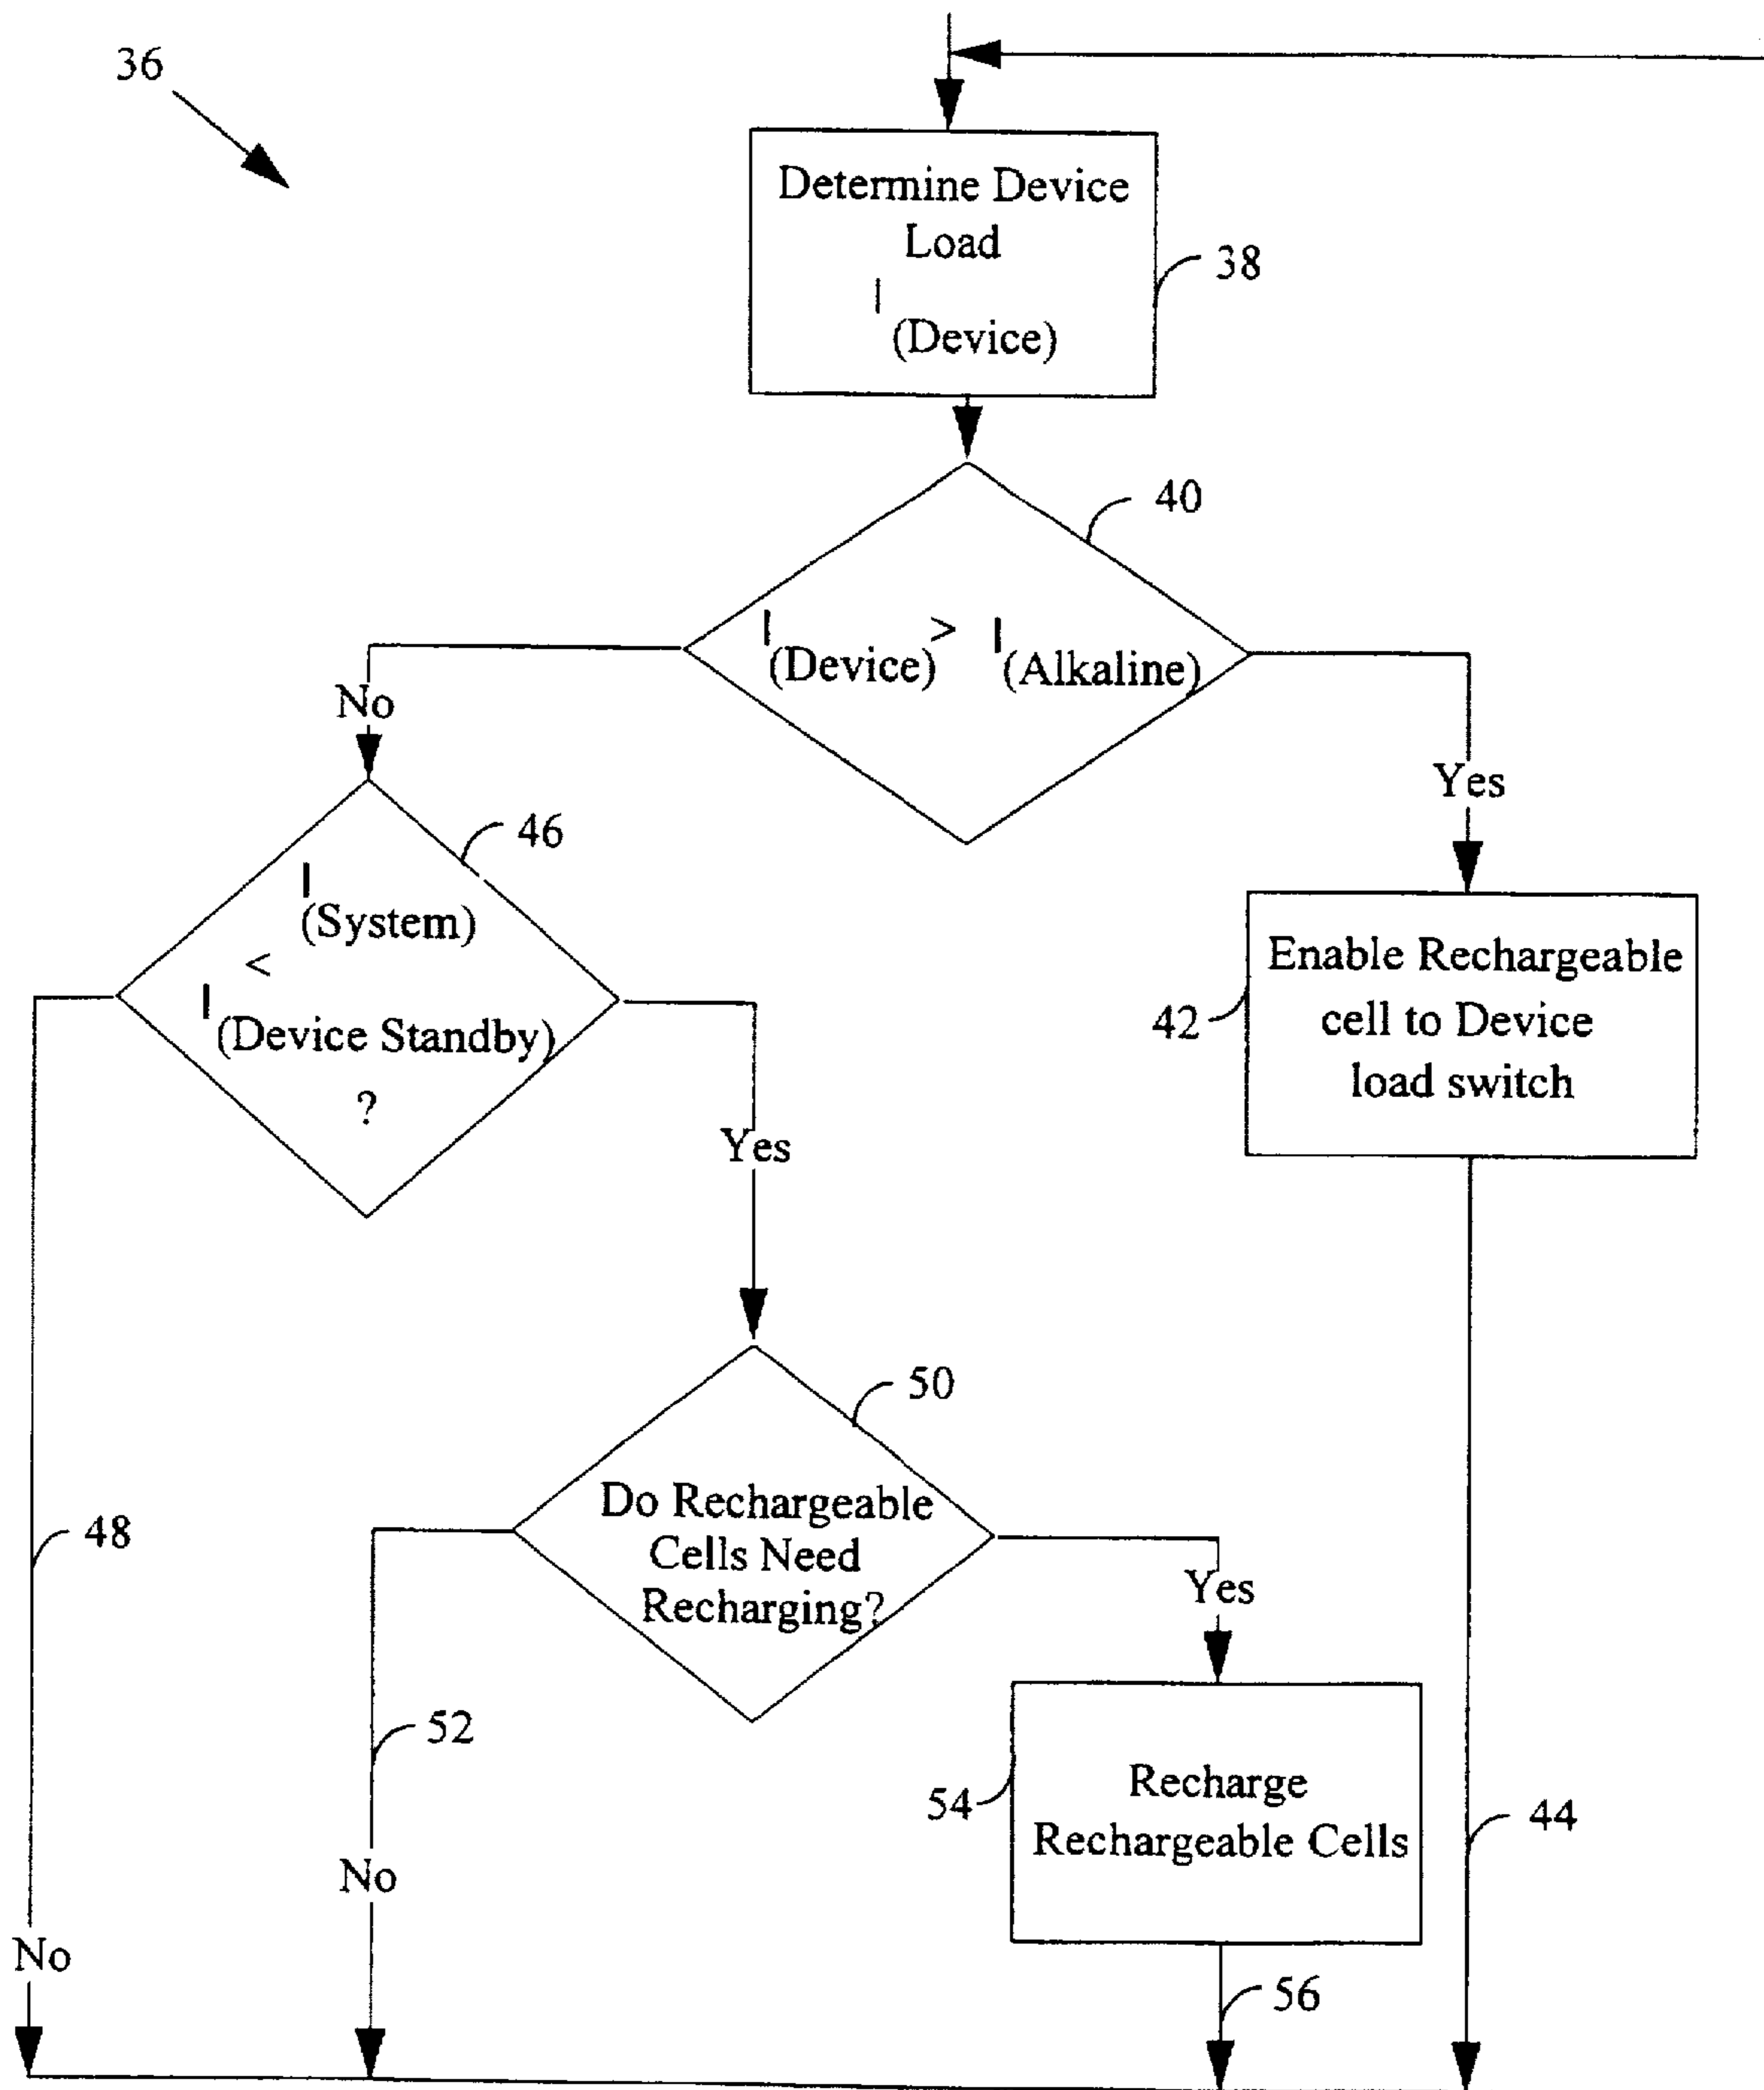 36
Determine Device
Load
I
(Device)
38
40
I(Device) > I(Alkaline)
No
Yes
46
I(System)
<
I(Device Standby)
?
Enable Rechargeable
cell to Device
load switch
42
Yes
50
Do Rechargeable
Cells Need
Recharging?
48
Yes
52
54
Recharge
Rechargeable Cells
44
No
No
56